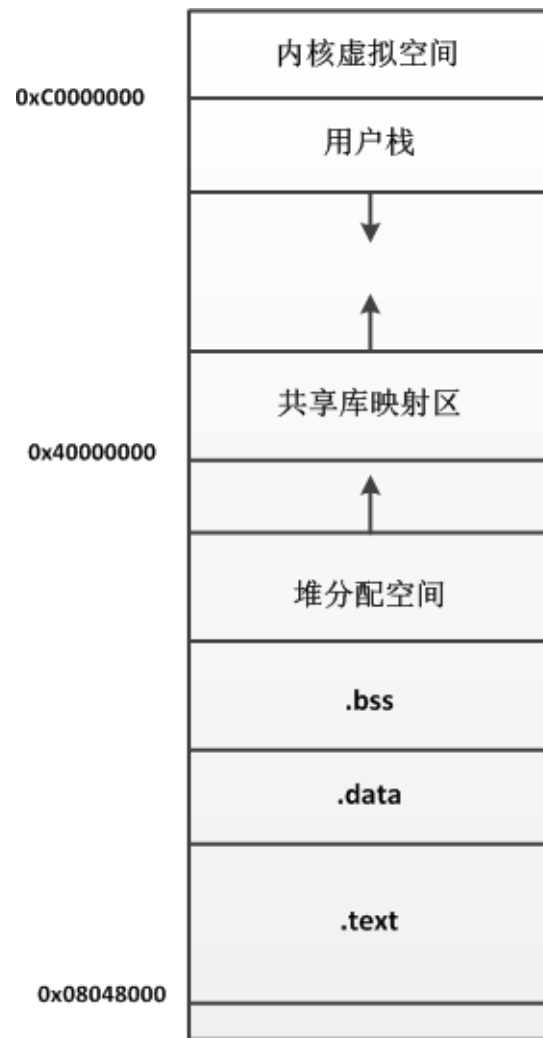 内核虚拟空间
0xC0000000
用户栈
共享库映射区
0x40000000
堆分配空间
.bss
.data
.text
0x08048000